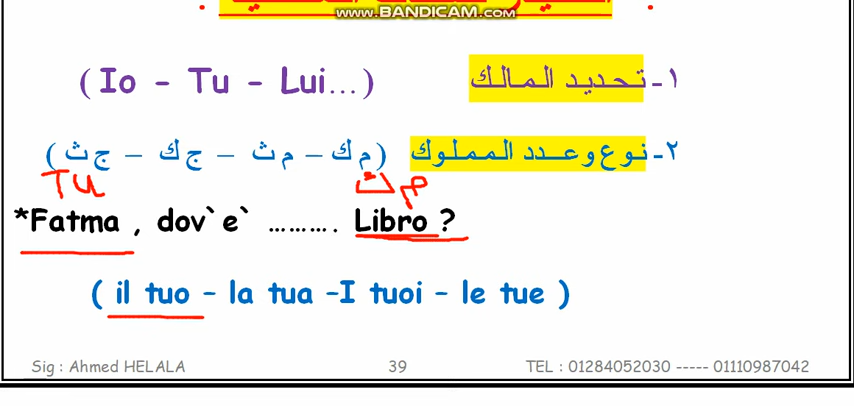 www.BANDICAM.com
١- تحديد المالك (Io - Tu - Lui...)
٢- نوع وعدد المملوك (م ك – م ث – ج ك – ج ث)
Tu
*Fatma , dov`e` .......... Libro ?
( il tuo – la tua –I tuoi – le tue )
Sig : Ahmed HELALA 39 TEL : 01284052030 ----- 01110987042